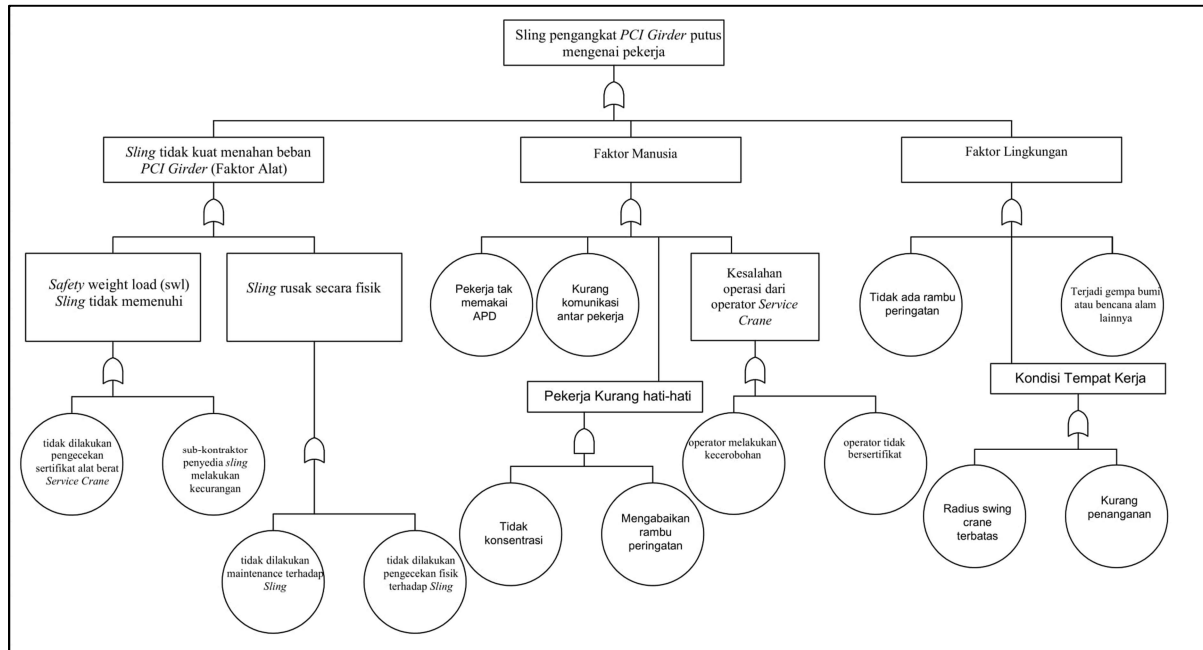 Sling pengangkat PCI Girder putus
mengenai pekerja
Sling tidak kuat menahan beban
PCI Girder (Faktor Alat)
Faktor Manusia
Faktor Lingkungan
Safety weight load (swl)
Sling tidak memenuhi
Sling rusak secara fisik
Pekerja tak
memakai
APD
Kurang
komunikasi
antar pekerja
Kesalahan
operasi dari
operator Service
Crane
Tidak ada rambu
peringatan
Terjadi gempa bumi
atau bencana alam
lainnya
Pekerja Kurang hati-hati
Kondisi Tempat Kerja
tidak dilakukan
pengecekan
sertifikat alat berat
Service Crane
sub-kontraktor
penyedia sling
melakukan
kecurangan
operator melakukan
kecerobohan
operator tidak
bersertifikat
Tidak
konsentrasi
Mengabaikan
rambu
peringatan
Radius swing
crane
terbatas
Kurang
penanganan
tidak dilakukan
maintenance terhadap
Sling
tidak dilakukan
pengecekan fisik
terhadap Sling